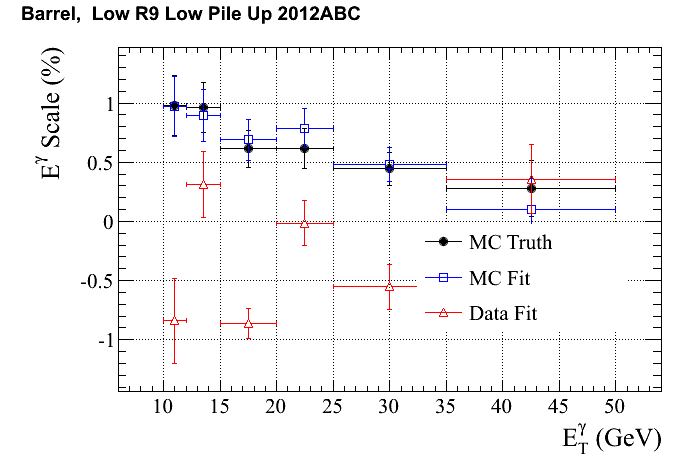 Barrel,  Low R9 Low Pile Up 2012ABC
E^γ Scale (%)
1
0.5
0
-0.5
-1
MC Truth
MC Fit
Data Fit
10 15 20 25 30 35 40 45 50
E_T^γ (GeV)